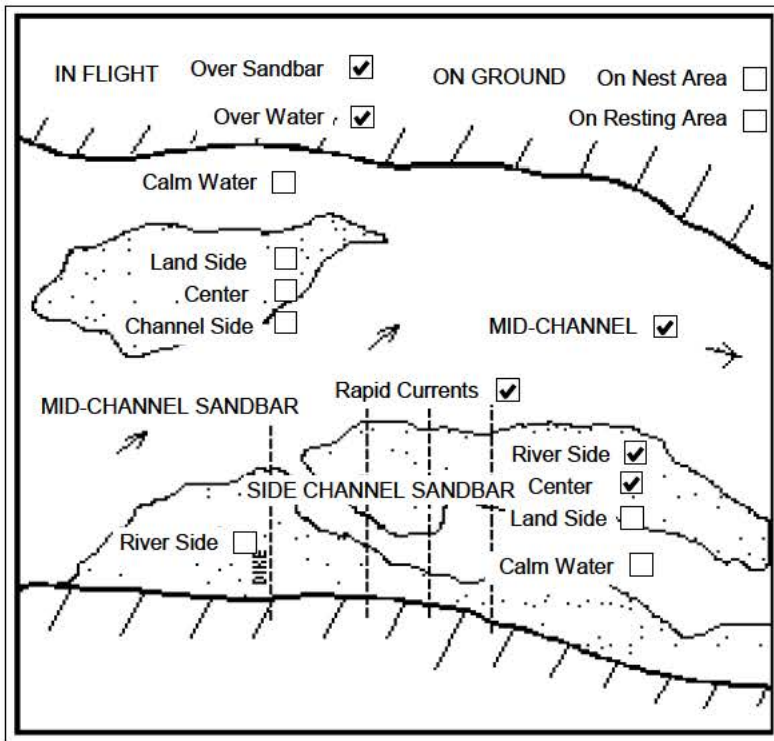 IN FLIGHT Over Sandbar ON GROUND On Nest Area
Over Water On Resting Area
Calm Water
Land Side
Center
Channel Side
MID-CHANNEL
Rapid Currents
MID-CHANNEL SANDBAR
River Side
SIDE CHANNEL SANDBAR Center
Land Side
River Side
DIKE
Calm Water